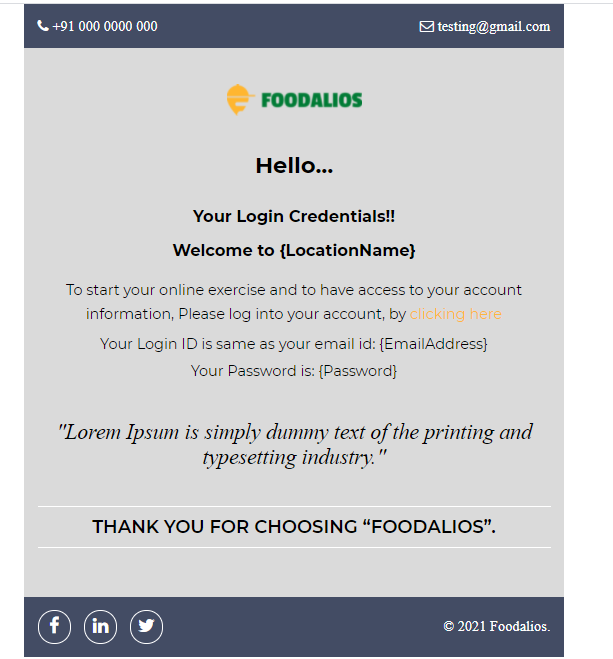 +91 000 0000 000
testing@gmail.com
FOODALIOS
Hello...
Your Login Credentials!!
Welcome to {LocationName}
To start your online exercise and to have access to your account
information, Please log into your account, by clicking here
Your Login ID is same as your email id: {EmailAddress}
Your Password is: {Password}
"Lorem Ipsum is simply dummy text of the printing and
typesetting industry."
THANK YOU FOR CHOOSING “FOODALIOS”.
© 2021 Foodalios.